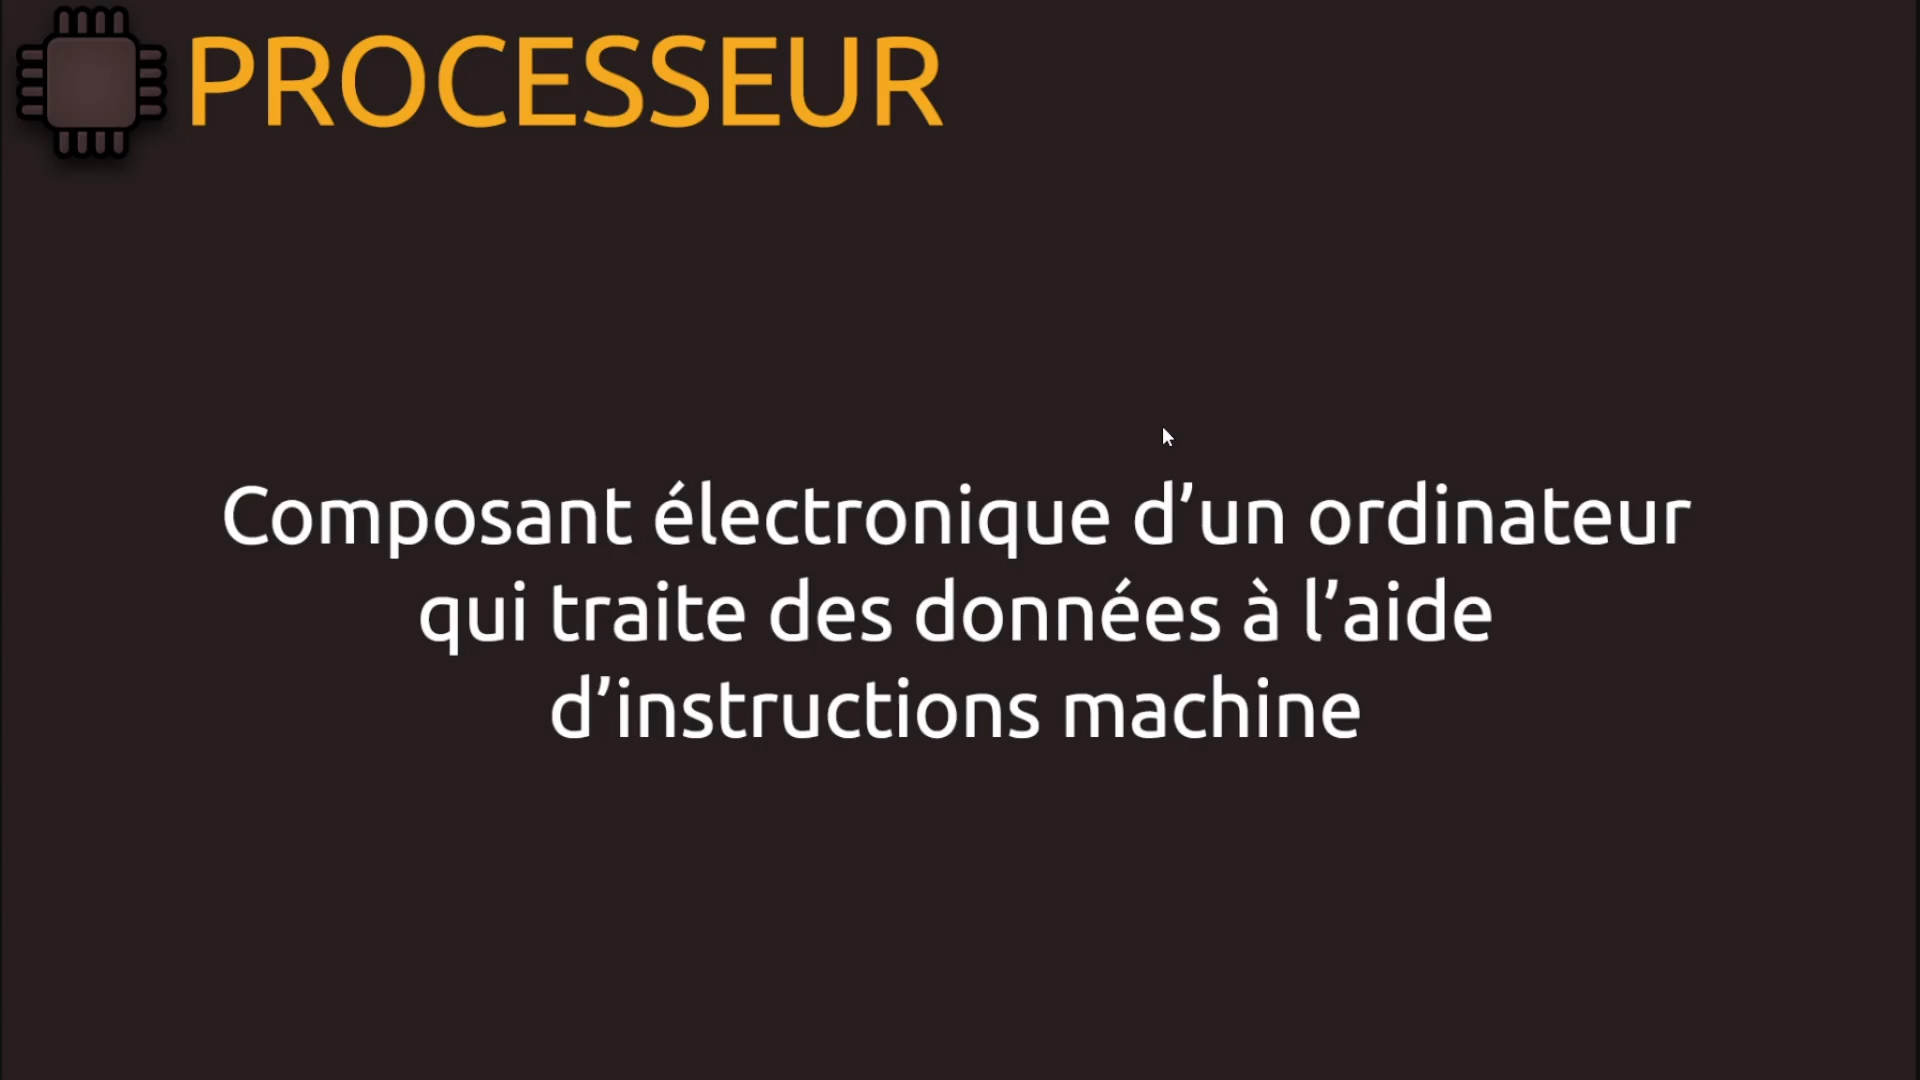 PROCESSEUR
Composant électronique d’un ordinateur
qui traite des données à l’aide
d’instructions machine